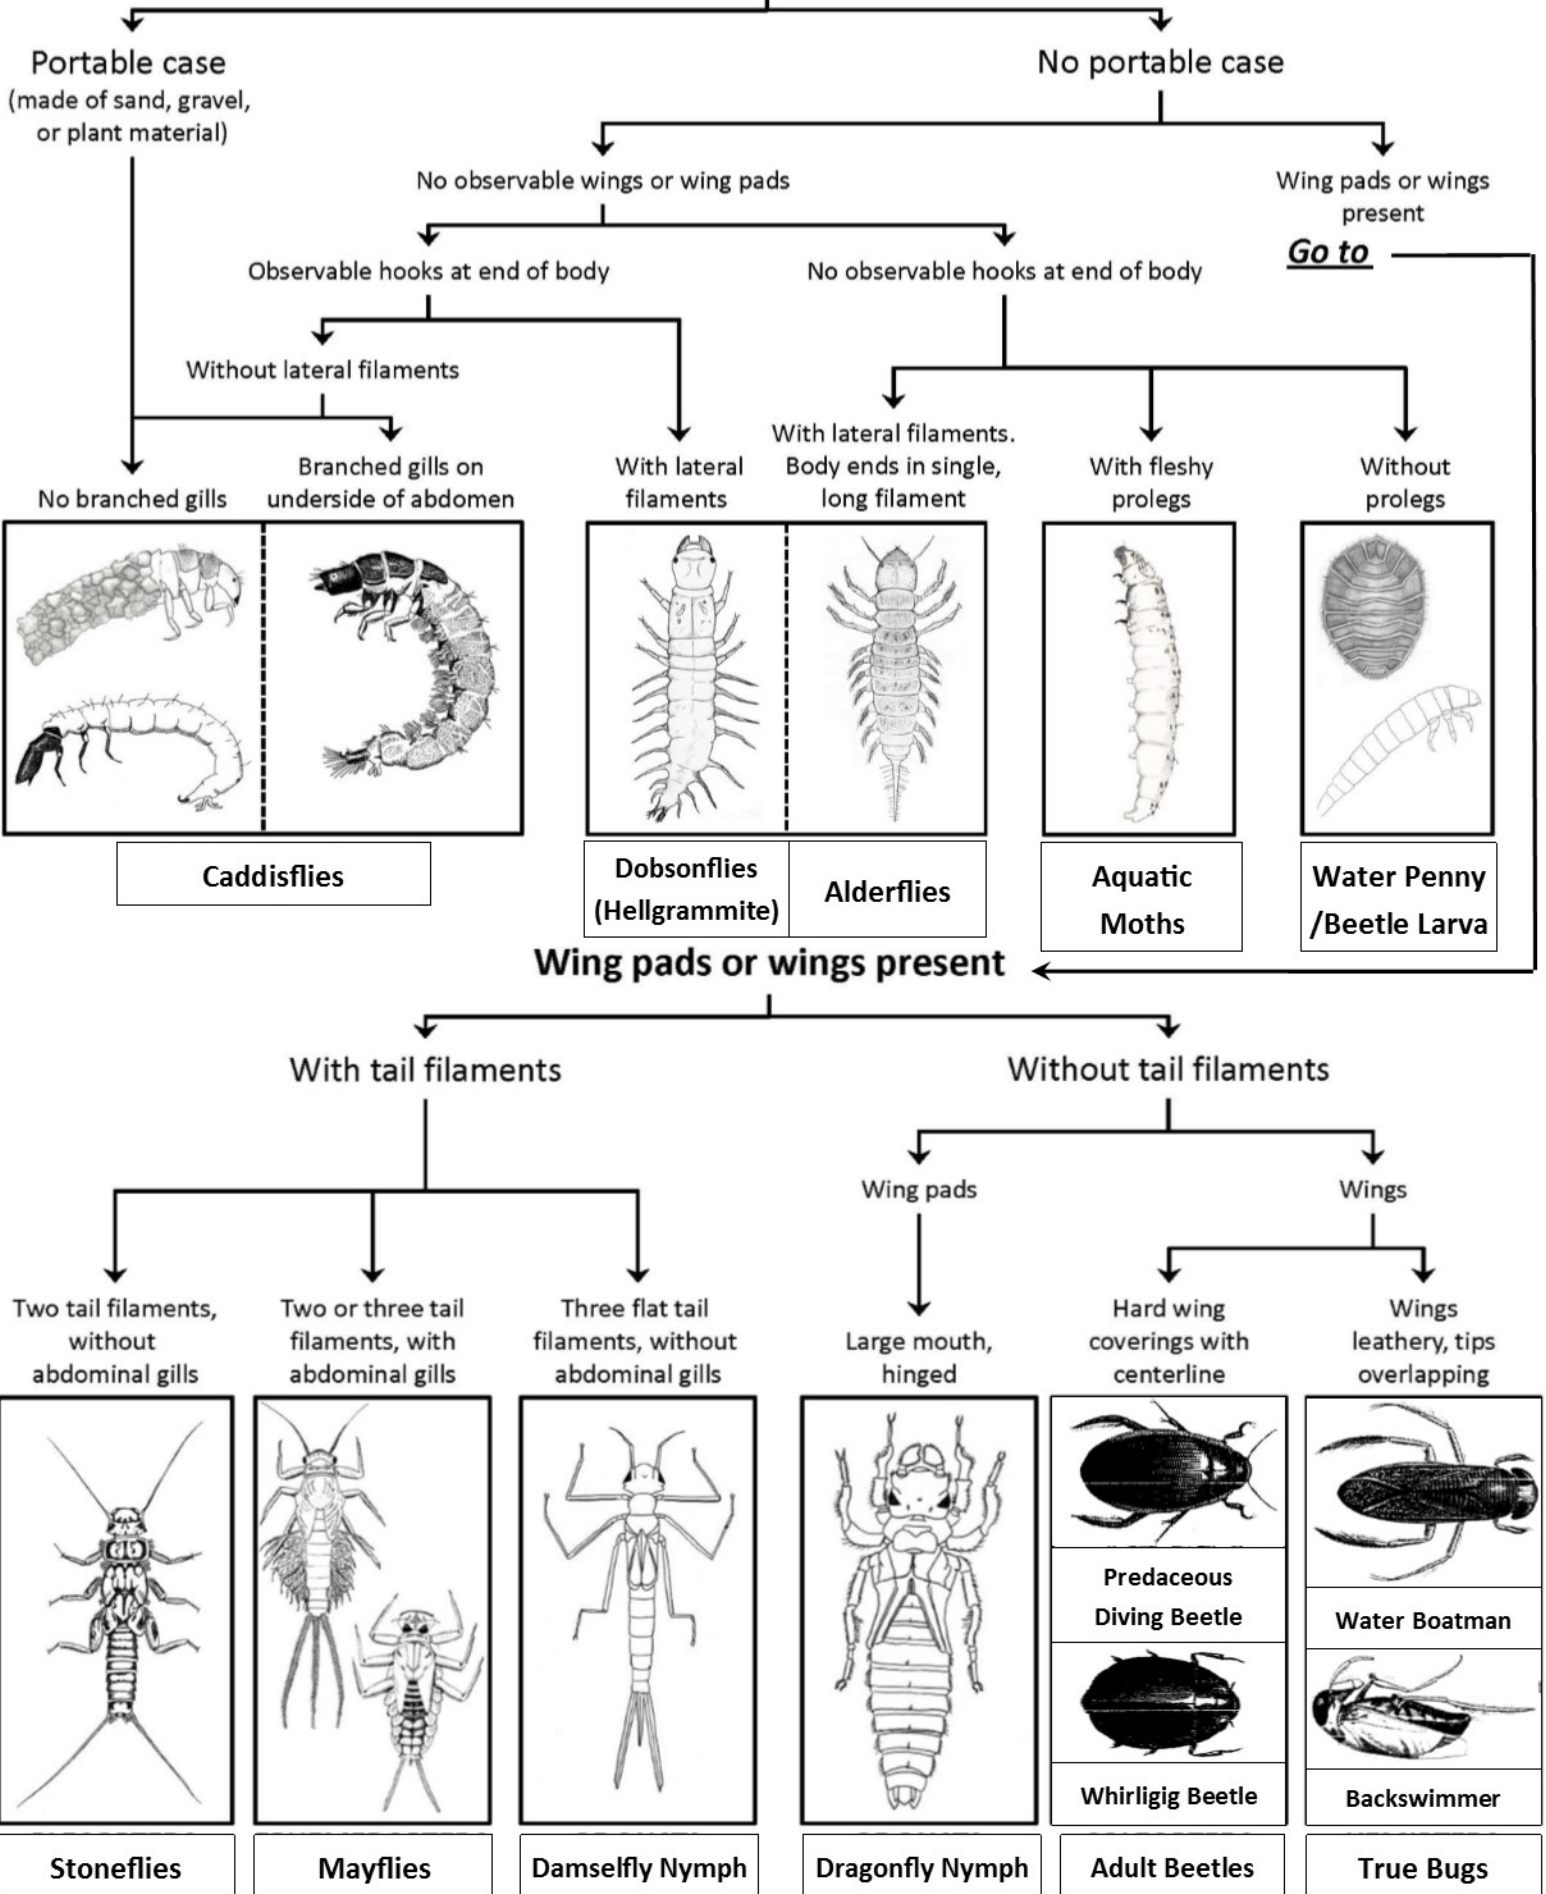 Portable case
(made of sand, gravel,
or plant material)
No portable case
No observable wings or wing pads
Wing pads or wings
present
Go to
Observable hooks at end of body
No observable hooks at end of body
Without lateral filaments
No branched gills
Branched gills on
underside of abdomen
With lateral
filaments
With lateral filaments.
Body ends in single,
long filament
With fleshy
prolegs
Without
prolegs
Caddisflies
Dobsonflies
(Hellgrammite)
Alderflies
Aquatic
Moths
Water Penny
/Beetle Larva
Wing pads or wings present
With tail filaments
Without tail filaments
Wing pads
Wings
Two tail filaments,
without
abdominal gills
Two or three tail
filaments, with
abdominal gills
Three flat tail
filaments, without
abdominal gills
Large mouth,
hinged
Hard wing
coverings with
centerline
Wings
leathery, tips
overlapping
Predaceous
Diving Beetle
Water Boatman
Whirligig Beetle
Backswimmer
Stoneflies
Mayflies
Damselfly Nymph
Dragonfly Nymph
Adult Beetles
True Bugs